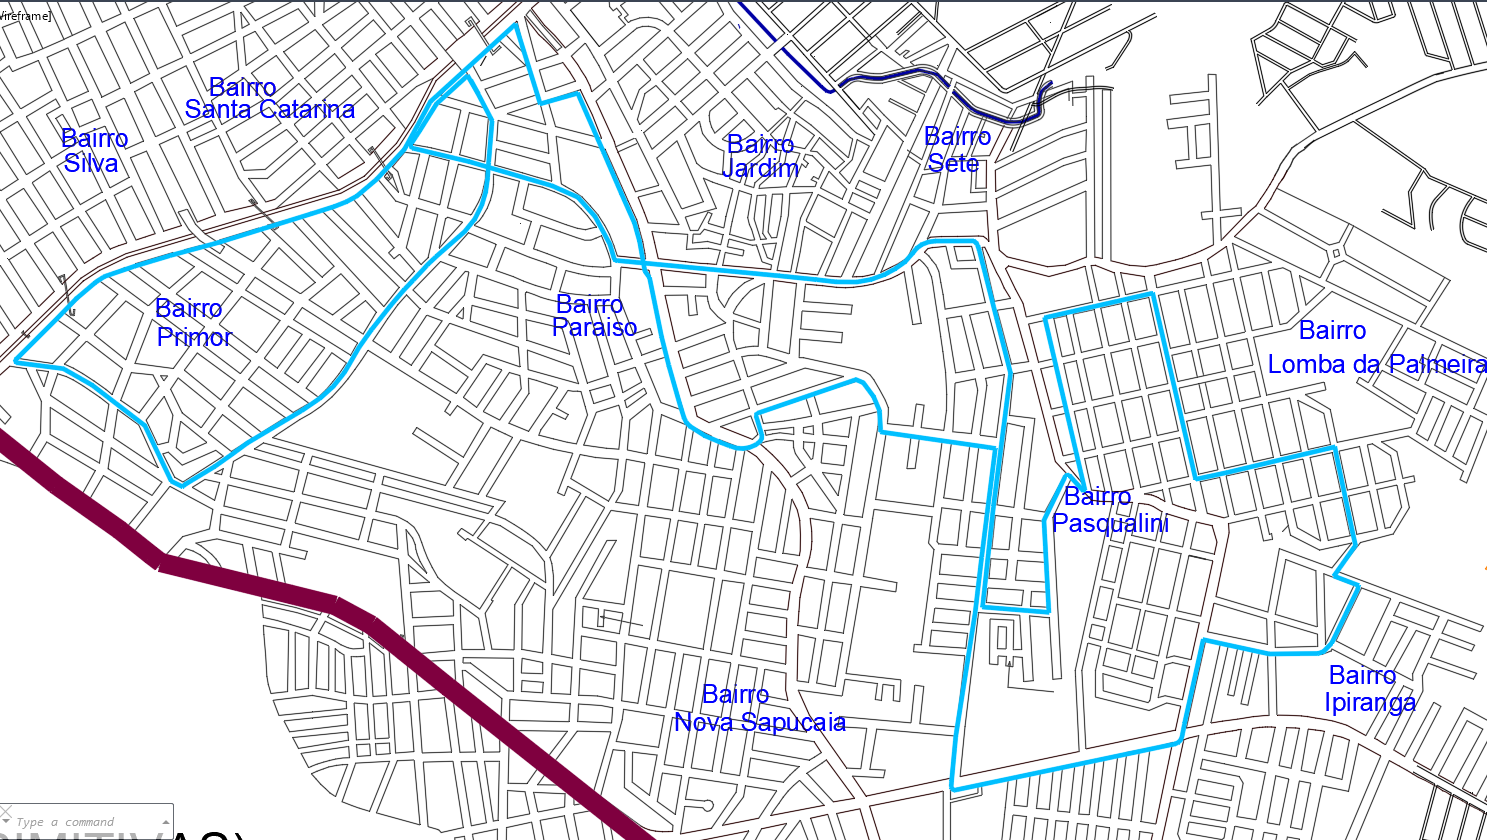 Wireframe]
Bairro
Santa Catarina
Bairro
Silva
Bairro
Jardim
Bairro
Sete
Bairro
Primor
Bairro
Paraiso
Bairro
Lomba da Palmeira
Bairro
Pasqualini
Bairro
Ipiranga
Bairro
Nova Sapucaia
Type a command